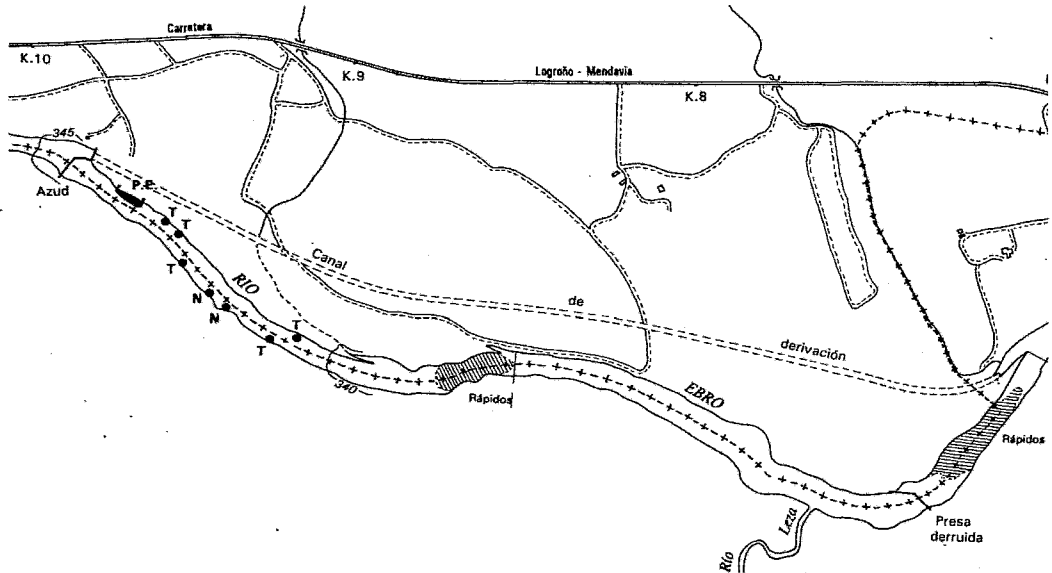 Carretera
K.10
K.9
Logroño - Mendavia
K.8
345
Azud
P.E.
T
T
T
N
N
T
T
RIO
Canal
de
derivación
340
Rápidos
EBRO
Rápidos
Río
Leza
Presa
derruida